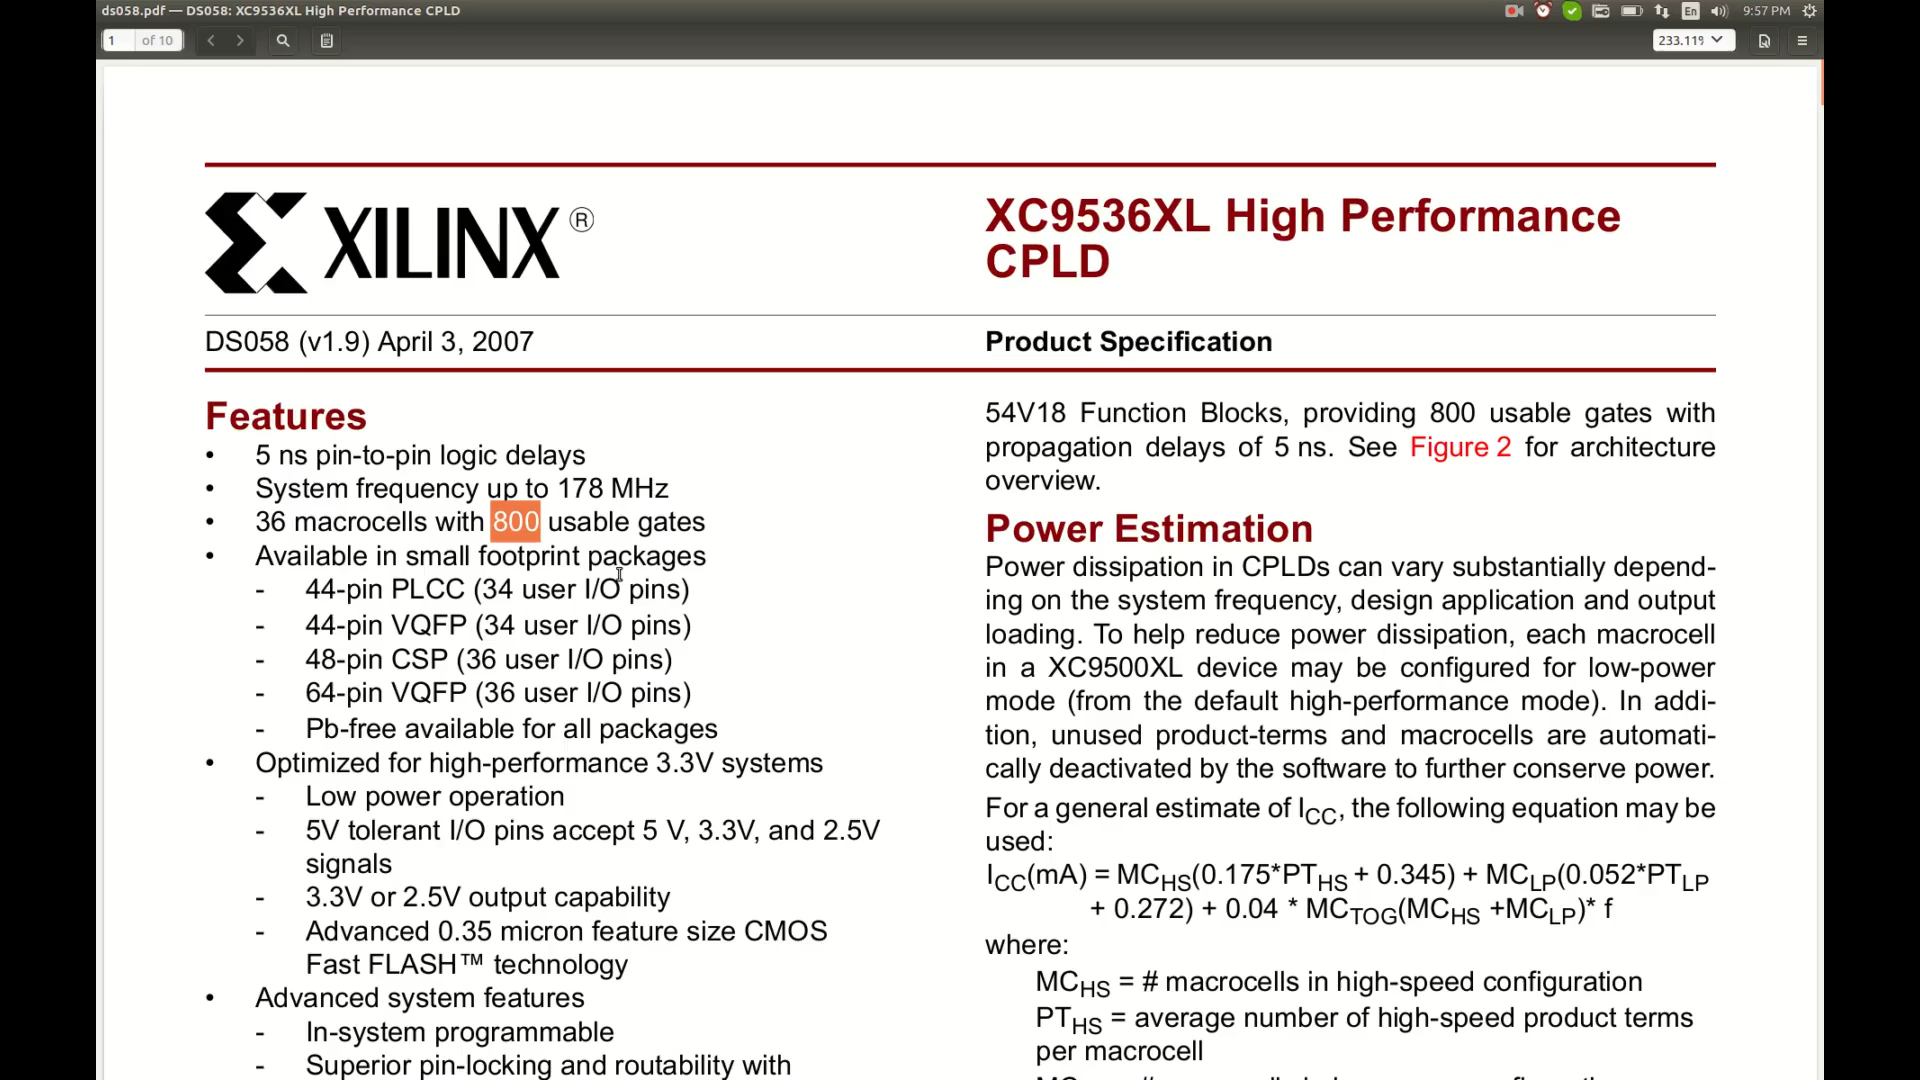 ds058.pdf — DS058: XC9536XL High Performance CPLD
En
9:57 PM
1 of 10
233.119
XILINX®
XC9536XL High Performance
CPLD
DS058 (v1.9) April 3, 2007
Product Specification
Features
• 5 ns pin-to-pin logic delays
• System frequency up to 178 MHz
• 36 macrocells with 800 usable gates
• Available in small footprint packages
- 44-pin PLCC (34 user I/O pins)
- 44-pin VQFP (34 user I/O pins)
- 48-pin CSP (36 user I/O pins)
- 64-pin VQFP (36 user I/O pins)
- Pb-free available for all packages
• Optimized for high-performance 3.3V systems
- Low power operation
- 5V tolerant I/O pins accept 5 V, 3.3V, and 2.5V
signals
- 3.3V or 2.5V output capability
- Advanced 0.35 micron feature size CMOS
Fast FLASH™ technology
• Advanced system features
- In-system programmable
- Superior pin-locking and routability with
54V18 Function Blocks, providing 800 usable gates with
propagation delays of 5 ns. See Figure 2 for architecture
overview.
Power Estimation
Power dissipation in CPLDs can vary substantially depend-
ing on the system frequency, design application and output
loading. To help reduce power dissipation, each macrocell
in a XC9500XL device may be configured for low-power
mode (from the default high-performance mode). In addi-
tion, unused product-terms and macrocells are automati-
cally deactivated by the software to further conserve power.
For a general estimate of ICC, the following equation may be
used:
ICC(mA) = MCHS(0.175*PTHS + 0.345) + MCLP(0.052*PTLP
+ 0.272) + 0.04 * MCTOG(MCHS +MCLP)* f
where:
MCHS = # macrocells in high-speed configuration
PTHS = average number of high-speed product terms
per macrocell